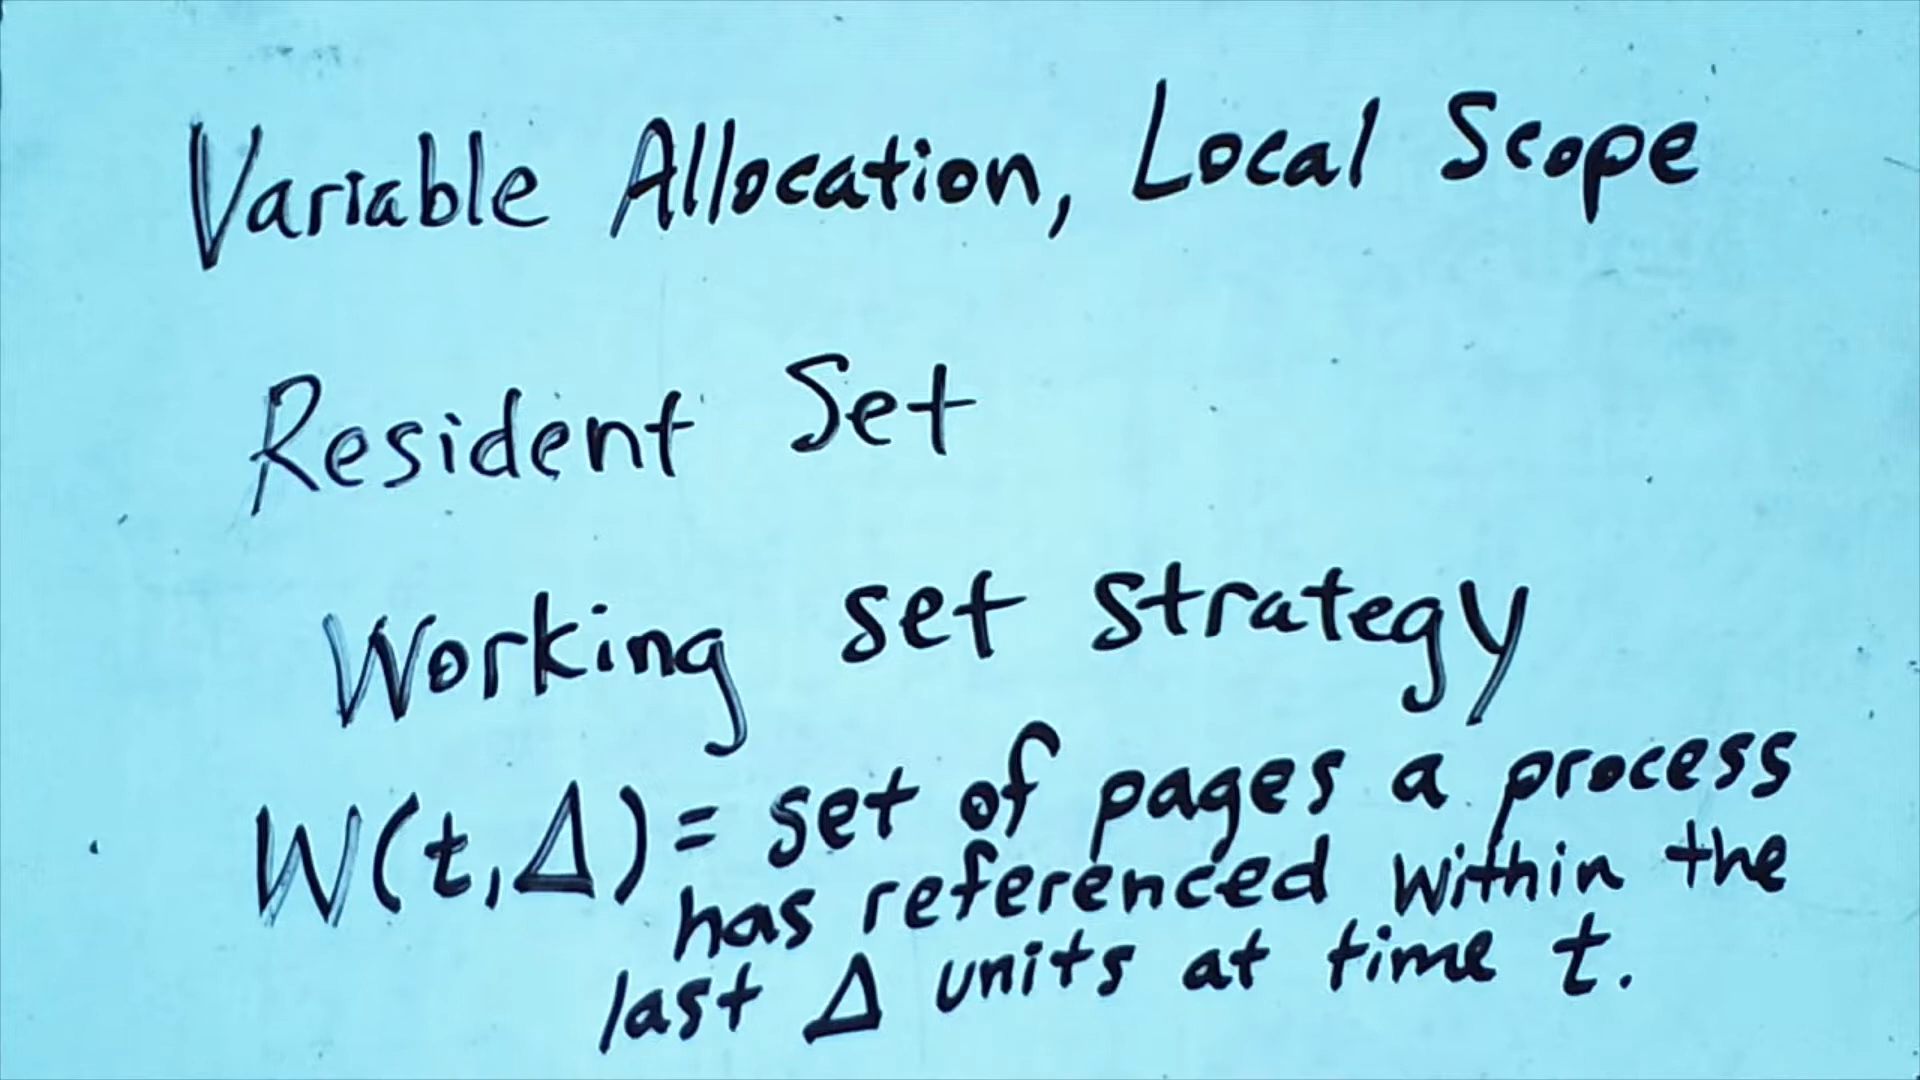 Variable Allocation, Local Scope
Resident Set
Working set strategy
W(t,Δ)= set of pages a process
has referenced within the
last Δ units at time t.